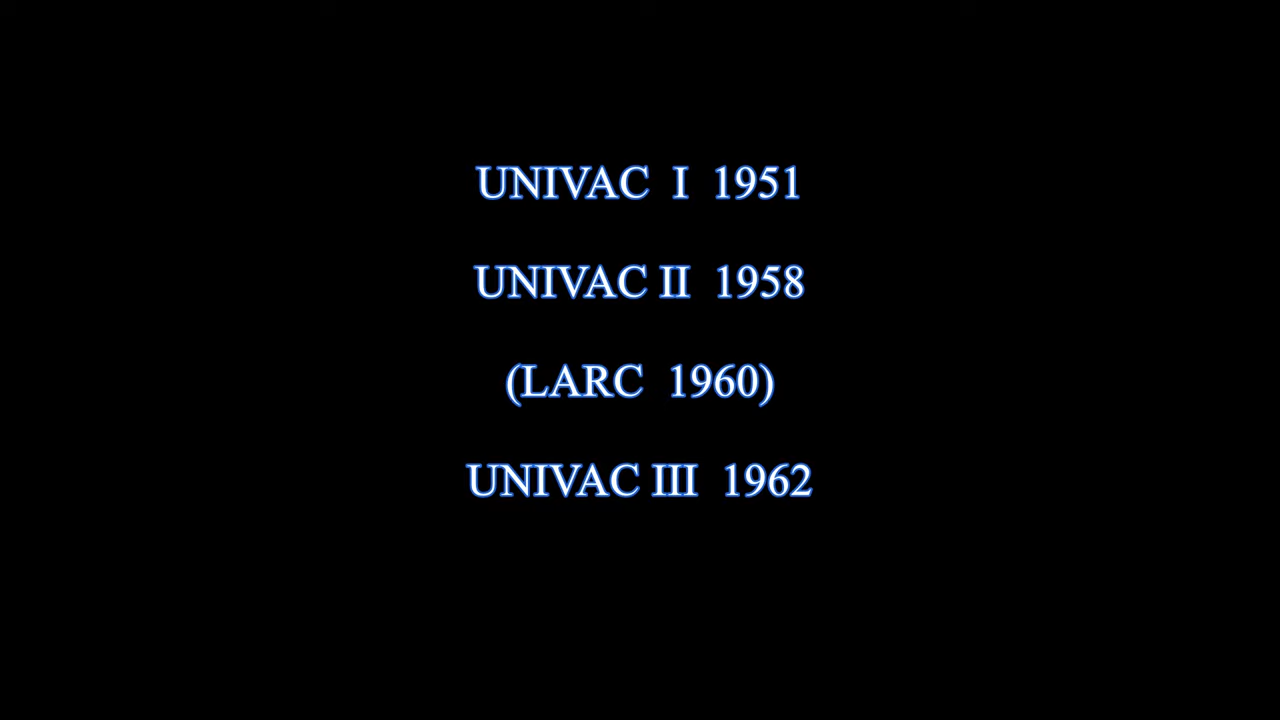 UNIVAC I 1951
UNIVAC II 1958
(LARC 1960)
UNIVAC III 1962